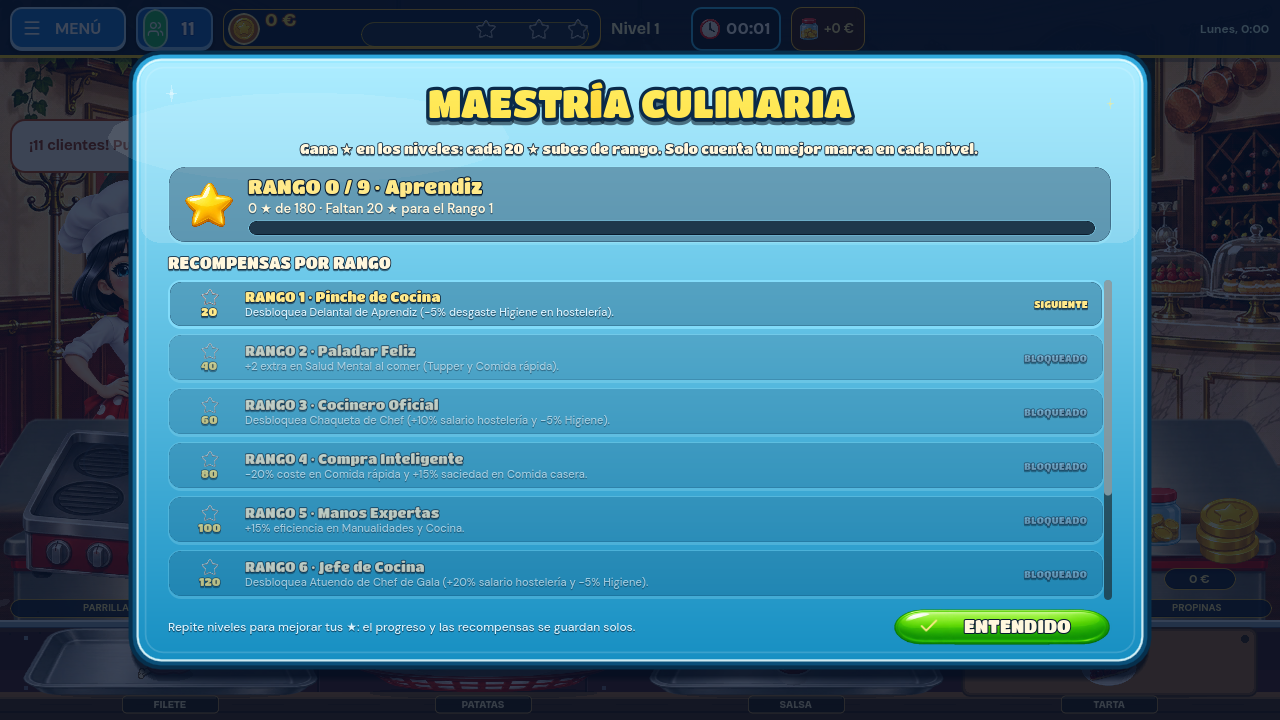 MENÚ
11
0 €
Nivel 1
00:01
+0 €
Lunes, 0:00
¡11 clientes! Pu
MAESTRÍA CULINARIA
Gana ★ en los niveles: cada 20 ★ subes de rango. Solo cuenta tu mejor marca en cada nivel.
RANGO 0 / 9 · Aprendiz
0 ★ de 180 · Faltan 20 ★ para el Rango 1
RECOMPENSAS POR RANGO
RANGO 1 · Pinche de Cocina
20
Desbloquea Delantal de Aprendiz (-5% desgaste Higiene en hostelería).
SIGUIENTE
RANGO 2 · Paladar Feliz
40
+2 extra en Salud Mental al comer (Tupper y Comida rápida).
BLOQUEADO
RANGO 3 · Cocinero Oficial
60
Desbloquea Chaqueta de Chef (+10% salario hostelería y -5% Higiene).
BLOQUEADO
RANGO 4 · Compra Inteligente
80
-20% coste en Comida rápida y +15% saciedad en Comida casera.
BLOQUEADO
RANGO 5 · Manos Expertas
100
+15% eficiencia en Manualidades y Cocina.
BLOQUEADO
RANGO 6 · Jefe de Cocina
120
Desbloquea Atuendo de Chef de Gala (+20% salario hostelería y -5% Higiene).
BLOQUEADO
Repite niveles para mejorar tus ★: el progreso y las recompensas se guardan solos.
ENTENDIDO
0 €
PARRILLA
PROPINAS
FILETE
PATATAS
SALSA
TARTA